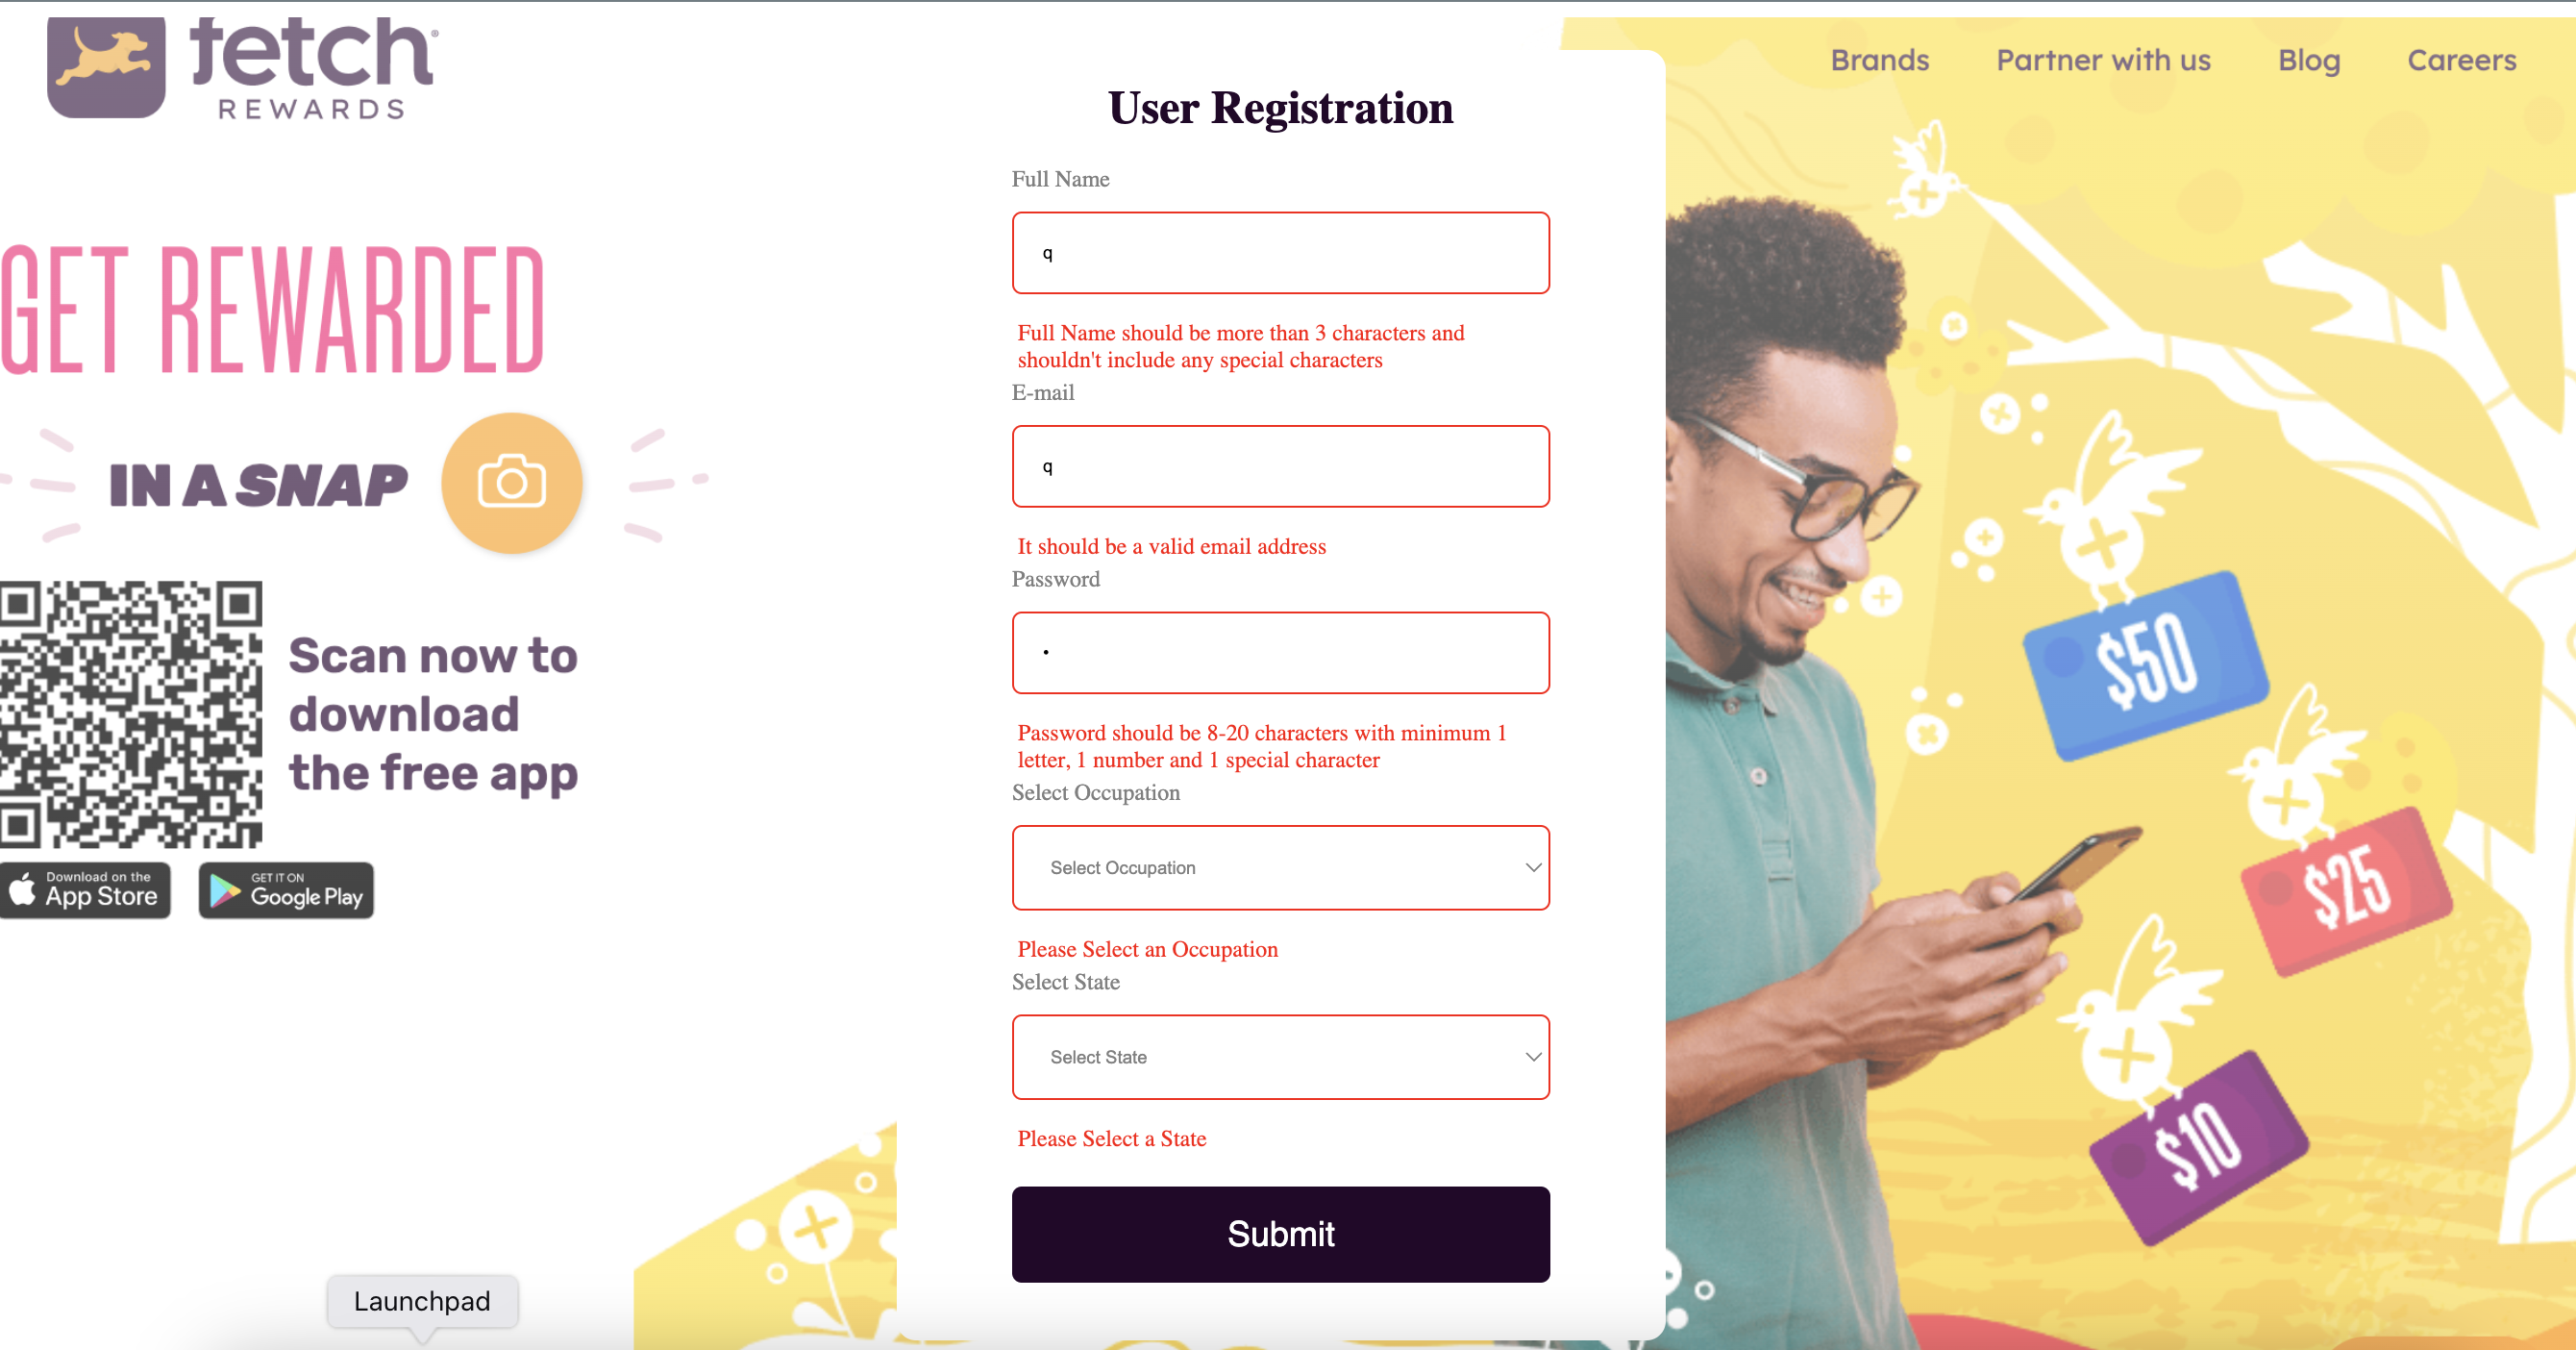 fetch
REWARDS
Brands Partner with us Blog Careers
GET REWARDED
IN A SNAP
Scan now to
download
the free app
Download on the
App Store
GET IT ON
Google Play
User Registration
Full Name
q
Full Name should be more than 3 characters and
shouldn't include any special characters
E-mail
q
It should be a valid email address
Password
•
Password should be 8-20 characters with minimum 1
letter, 1 number and 1 special character
Select Occupation
Select Occupation
Please Select an Occupation
Select State
Select State
Please Select a State
Submit
$50
$25
$10
Launchpad